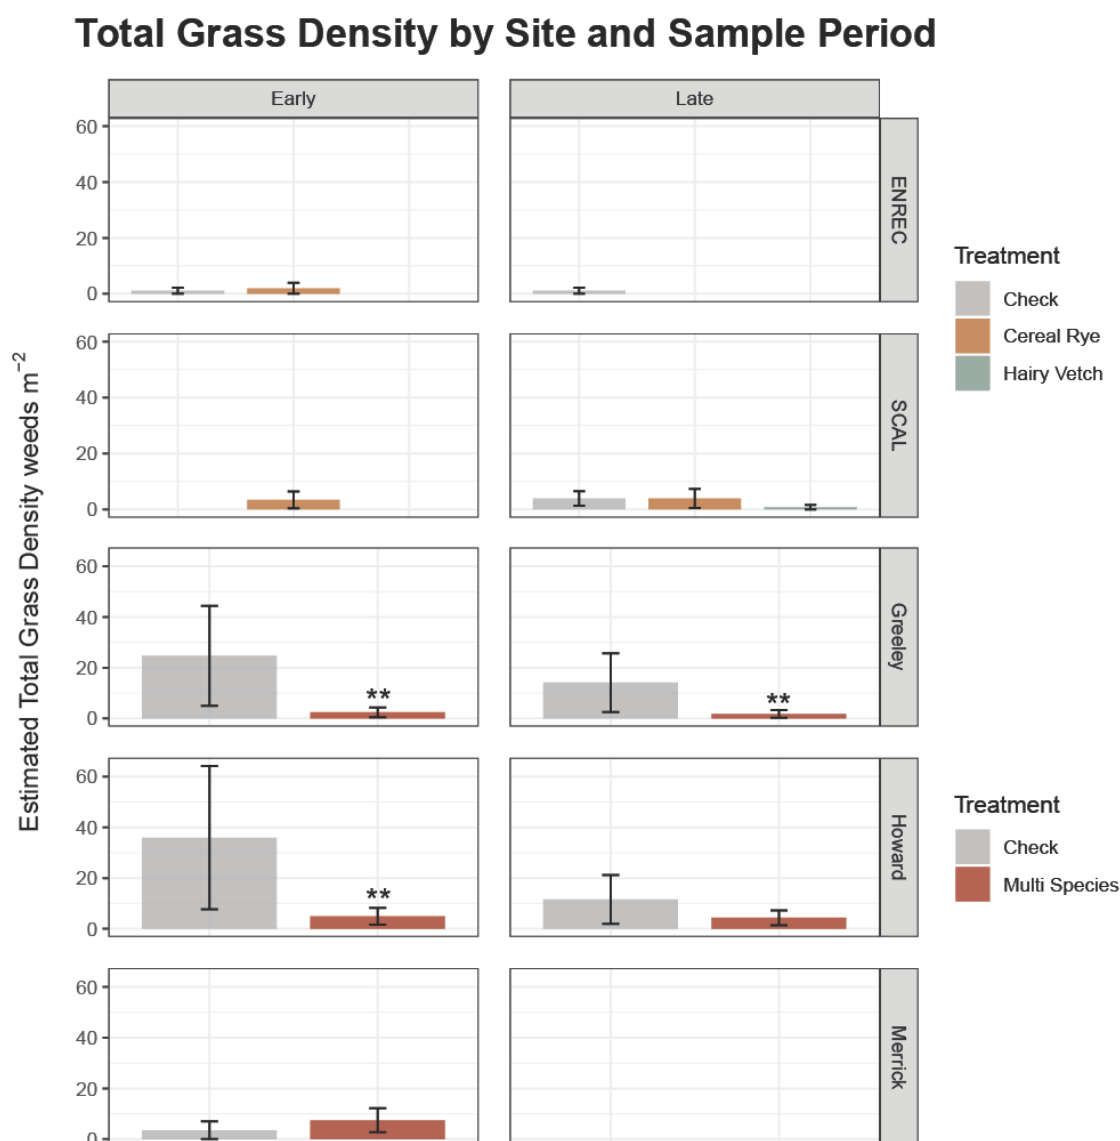 Total Grass Density by Site and Sample Period
Early
Late
60
40
20
0
ENREC
60
40
20
0
SCAL
60
40
20
0
**
**
Greeley
60
40
20
0
**
Howard
60
40
20
0
Merrick
Estimated Total Grass Density weeds m⁻²
Treatment
Check
Cereal Rye
Hairy Vetch
Treatment
Check
Multi Species